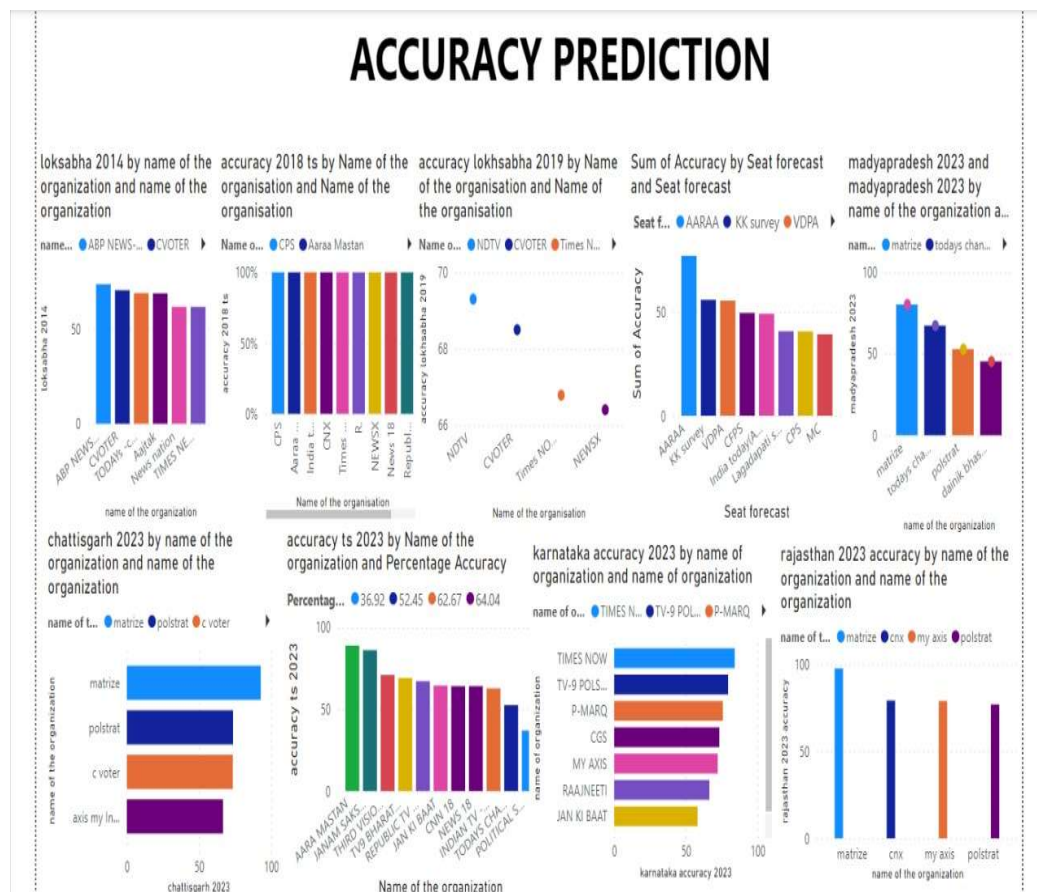 ACCURACY PREDICTION
loksabha 2014 by name of the
organization and name of the
organization
name... ABP NEWS-... CVOTER
loksabha 2014
50
0
ABP NEWS...
CVOTER
TODAYS -c...
Aajtak
News nation
TIMES NE...
name of the organization
accuracy 2018 ts by Name of the
organisation and Name of the
organisation
Name o... CPS Aaraa Mastan
accuracy 2018 ts
100%
50%
0%
CPS
Aaraa ...
India t...
CNX
Times ...
R.
NEWSX
News 18
Republ...
Name of the organisation
accuracy lokhsabha 2019 by Name
of the organisation and Name of
the organisation
Name o... NDTV CVOTER Times N...
accuracy lokhsabha 2019
70
68
66
NDTV
CVOTER
Times NO...
NEWSX
Name of the organisation
Sum of Accuracy by Seat forecast
and Seat forecast
Seat f... AARAA KK survey VDPA
Sum of Accuracy
50
0
AARAA
KK survey
VDPA
CFPS
India today(A...
Lagadapati s...
CPS
MC
Seat forecast
madyapradesh 2023 and
madyapradesh 2023 by
name of the organization a...
nam... matrize todays chan...
madyapradesh 2023
100
50
0
matrize
todays cha...
polstrat
dainik bhas...
name of the organization
chattisgarh 2023 by name of the
organization and name of the
organization
name of t... matrize polstrat c voter
name of the organization
matrize
polstrat
c voter
axis my In...
0 50 100
chattisgarh 2023
accuracy ts 2023 by Name of the
organization and Percentage Accuracy
Percentag... 36.92 52.45 62.67 64.04
accuracy ts 2023
100
50
0
AARA MASTAN
JANAM SAKS...
THIRD VISIO...
TV9 BHARAT...
REPUBLIC TV ...
JAN KI BAAT
CNN 18
NEWS 18
INDIAN TV -...
TODAYS CHA...
POLITICAL S...
Name of the organization
karnataka accuracy 2023 by name of
organization and name of organization
name of o... TIMES N... TV-9 POL... P-MARQ
name of organization
TIMES NOW
TV-9 POLS...
P-MARQ
CGS
MY AXIS
RAAJNEETI
JAN KI BAAT
0 50 100
karnataka accuracy 2023
rajasthan 2023 accuracy by name of the
organization and name of the
organization
name of t... matrize cnx my axis polstrat
rajasthan 2023 accuracy
100
50
0
matrize cnx my axis polstrat
name of the organization